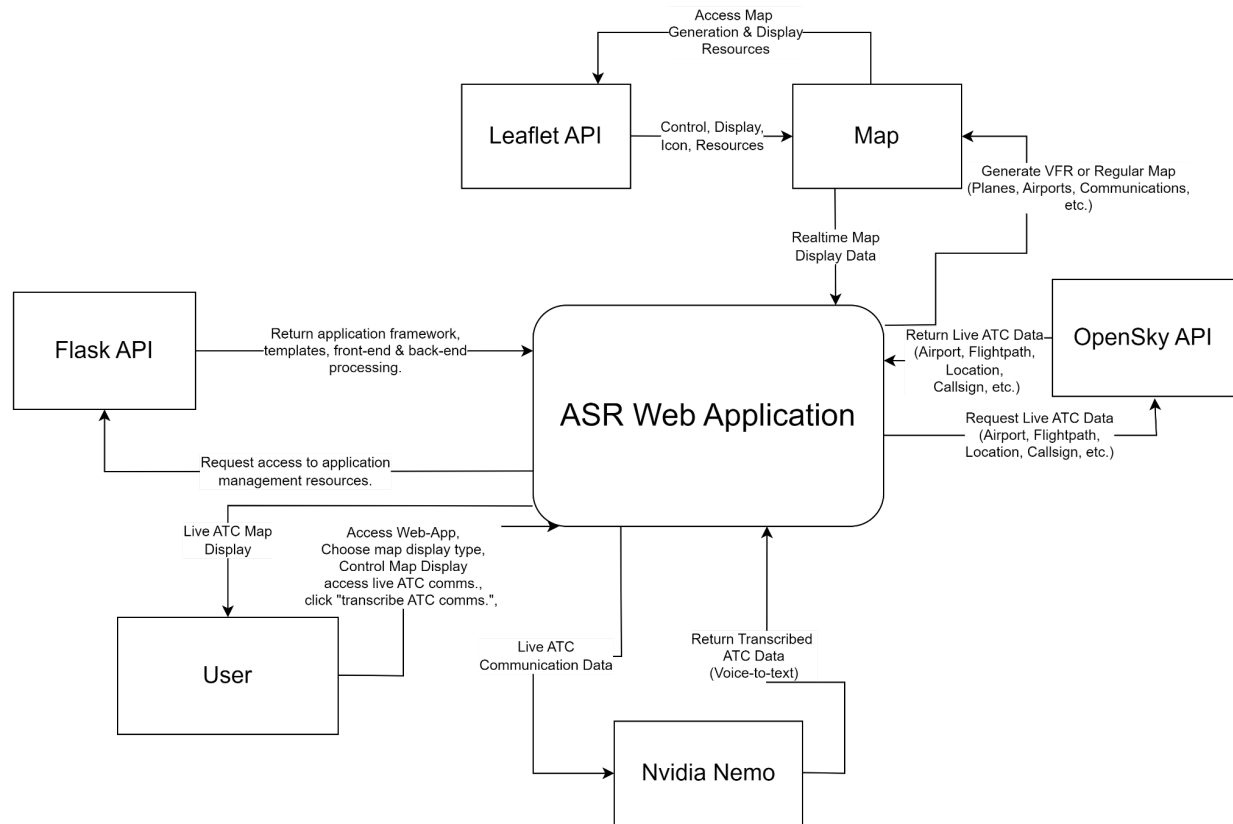 Access Map
Generation & Display
Resources
Leaflet API
Control, Display,
Icon, Resources
Map
Generate VFR or Regular Map
(Planes, Airports, Communications,
etc.)
Realtime Map
Display Data
Flask API
Return application framework,
templates, front-end & back-end
processing.
ASR Web Application
Return Live ATC Data
(Airport, Flightpath,
Location,
Callsign, etc.)
OpenSky API
Request Live ATC Data
(Airport, Flightpath,
Location, Callsign, etc.)
Request access to application
management resources.
Live ATC Map
Display
Access Web-App,
Choose map display type,
Control Map Display
access live ATC comms.,
click "transcribe ATC comms.",
User
Live ATC
Communication Data
Return Transcribed
ATC Data
(Voice-to-text)
Nvidia Nemo